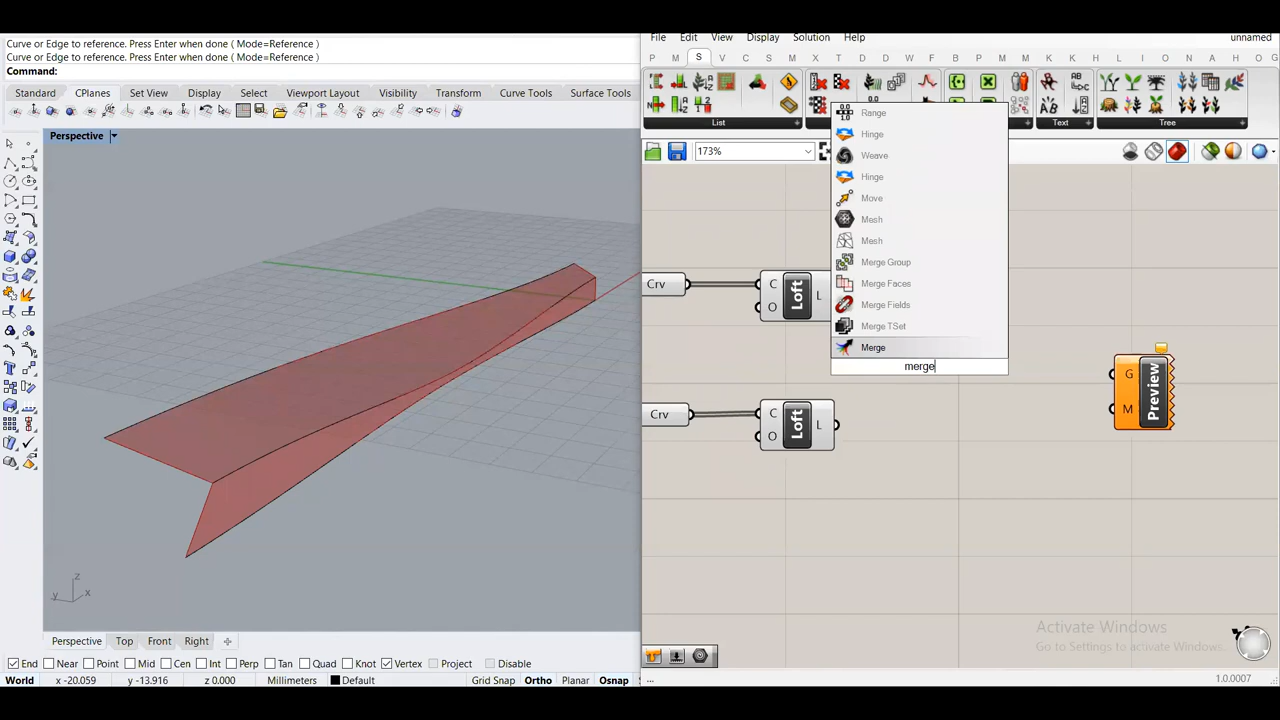 Curve or Edge to reference. Press Enter when done ( Mode=Reference )
Curve or Edge to reference. Press Enter when done ( Mode=Reference )
Command:
Standard CPlanes Set View Display Select Viewport Layout Visibility Transform Curve Tools Surface Tools
Perspective
z
y x
Perspective Top Front Right
End Near Point Mid Cen Int Perp Tan Quad Knot Vertex Project Disable
World x -20.059 y -13.916 z 0.000 Millimeters Default Grid Snap Ortho Planar Osnap
File Edit View Display Solution Help unnamed
P M S V C S S M X T D D V F B P M K D A L I L E W R H T D L F S H A H G
List Text Tree
173%
Range
Hinge
Weave
Hinge
Move
Mesh
Mesh
Merge Group
Merge Faces
Merge Fields
Merge TSet
Merge
merge
Crv C O Loft L
Crv C O Loft L
G M Preview
Activate Windows
Go to Settings to activate Windows.
... 1.0.0007